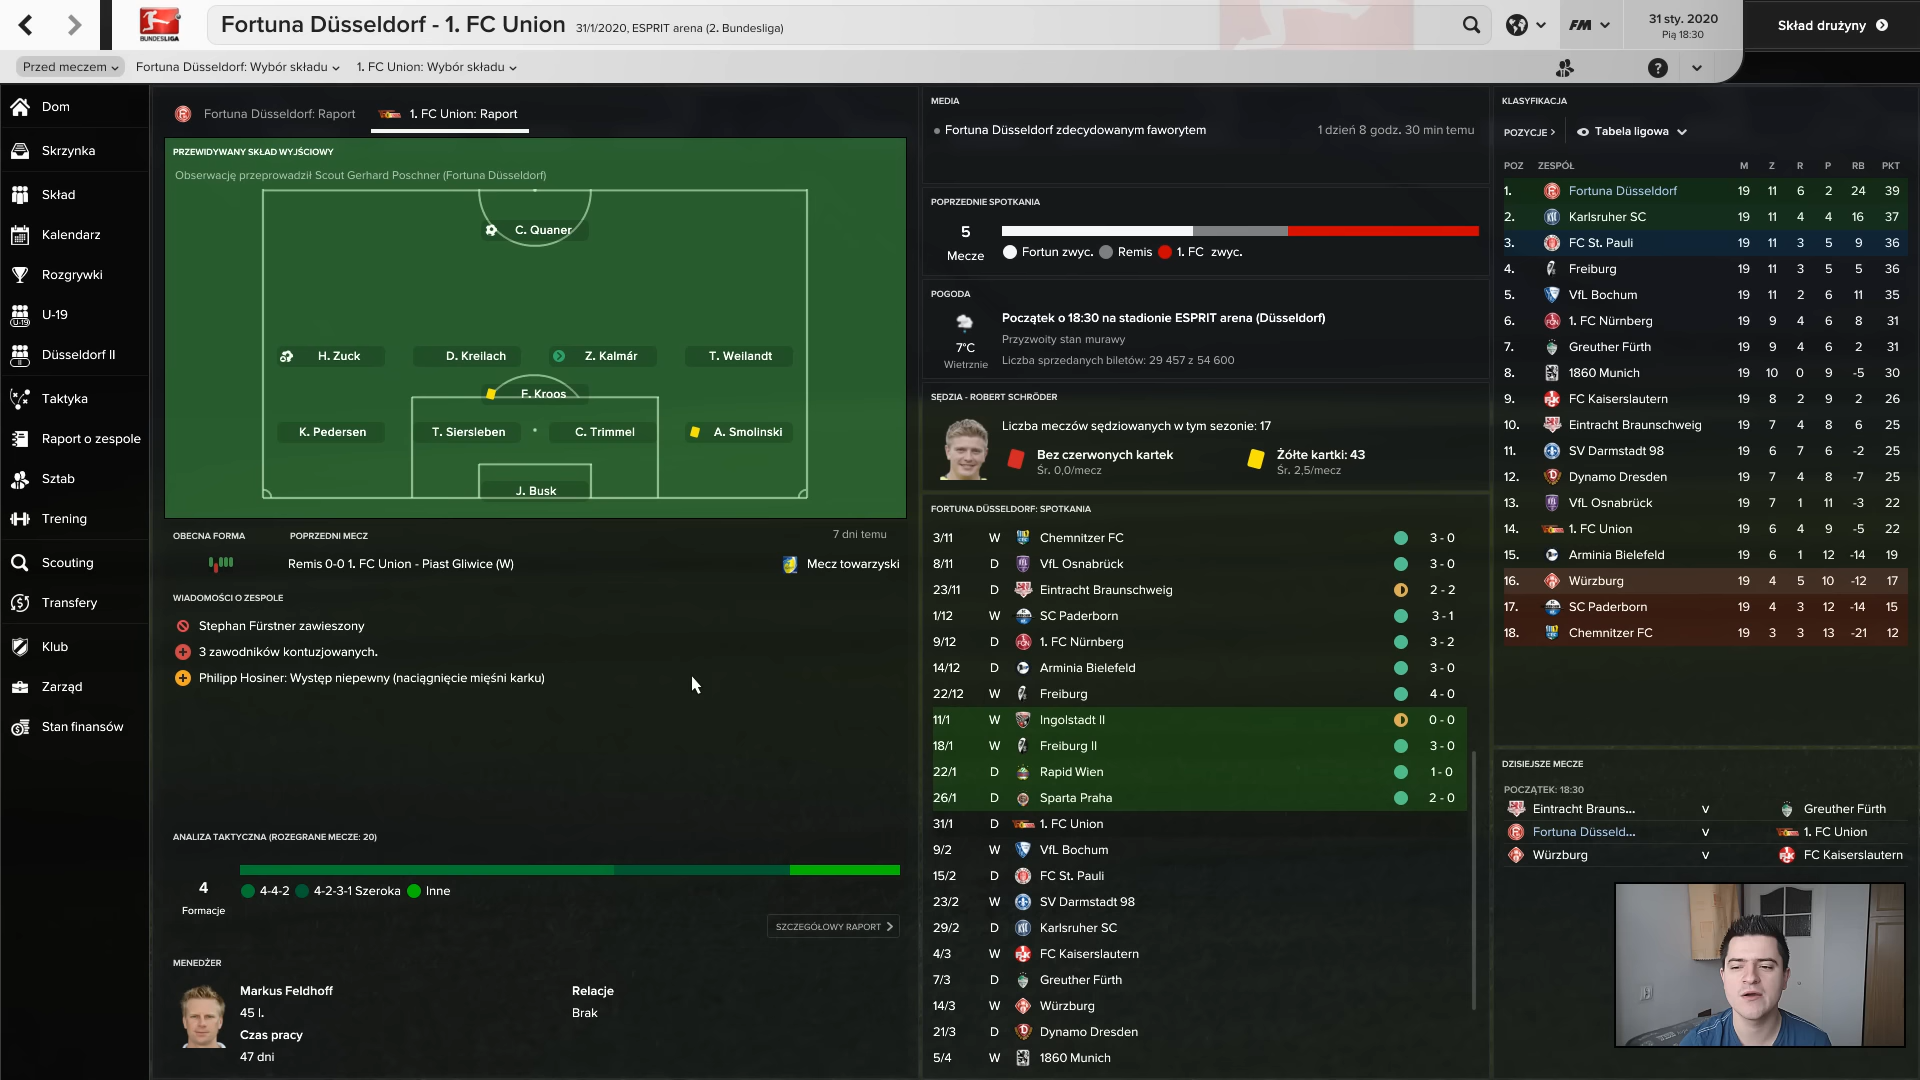 Fortuna Düsseldorf - 1. FC Union 31/1/2020, ESPRIT arena (2. Bundesliga)
BUNDESLIGA
FM
31 sty. 2020
Pią 18:30
Skład drużyny
Przed meczem
Fortuna Düsseldorf: Wybór składu
1. FC Union: Wybór składu
?
Dom
Skrzynka
Skład
Kalendarz
Rozgrywki
U-19
U-19
Düsseldorf II
II
Taktyka
Raport o zespole
Sztab
Trening
Scouting
Transfery
Klub
Zarząd
Stan finansów
Fortuna Düsseldorf: Raport
1. FC Union: Raport
PRZEWIDYWANY SKŁAD WYJŚCIOWY
Obserwację przeprowadził Scout Gerhard Poschner (Fortuna Düsseldorf)
C. Quaner
H. Zuck
D. Kreilach
Z. Kalmár
T. Weilandt
F. Kroos
K. Pedersen
T. Siersleben
C. Trimmel
A. Smolinski
J. Busk
OBECNA FORMA
POPRZEDNI MECZ
7 dni temu
Remis 0-0 1. FC Union - Piast Gliwice (W)
Mecz towarzyski
WIADOMOŚCI O ZESPOLE
Stephan Fürstner zawieszony
3 zawodników kontuzjowanych.
Philipp Hosiner: Występ niepewny (naciągnięcie mięśni karku)
ANALIZA TAKTYCZNA (ROZEGRANE MECZE: 20)
4
Formacje
4-4-2
4-2-3-1 Szeroka
Inne
SZCZEGÓŁOWY RAPORT
MENEDŻER
Markus Feldhoff
45 l.
Czas pracy
47 dni
Relacje
Brak
MEDIA
Fortuna Düsseldorf zdecydowanym faworytem
1 dzień 8 godz. 30 min temu
POPRZEDNIE SPOTKANIA
5
Mecze
Fortun zwyc.
Remis
1. FC zwyc.
POGODA
7°C
Wietrznie
Początek o 18:30 na stadionie ESPRIT arena (Düsseldorf)
Przyzwoity stan murawy
Liczba sprzedanych biletów: 29 457 z 54 600
SĘDZIA - ROBERT SCHRÖDER
Liczba meczów sędziowanych w tym sezonie: 17
Bez czerwonych kartek
Śr. 0,0/mecz
Żółte kartki: 43
Śr. 2,5/mecz
FORTUNA DÜSSELDORF: SPOTKANIA
3/11 W Chemnitzer FC 3 - 0
8/11 D VfL Osnabrück 3 - 0
23/11 D Eintracht Braunschweig 2 - 2
1/12 W SC Paderborn 3 - 1
9/12 D 1. FC Nürnberg 3 - 2
14/12 D Arminia Bielefeld 3 - 0
22/12 W Freiburg 4 - 0
11/1 W Ingolstadt II 0 - 0
18/1 W Freiburg II 3 - 0
22/1 D Rapid Wien 1 - 0
26/1 D Sparta Praha 2 - 0
31/1 D 1. FC Union
9/2 W VfL Bochum
15/2 D FC St. Pauli
23/2 W SV Darmstadt 98
29/2 D Karlsruher SC
4/3 W FC Kaiserslautern
7/3 D Greuther Fürth
14/3 W Würzburg
21/3 D Dynamo Dresden
5/4 W 1860 Munich
KLASYFIKACJA
POZYCJE
Tabela ligowa
POZ ZESPÓŁ M Z R P RB PKT
1. Fortuna Düsseldorf 19 11 6 2 24 39
2. Karlsruher SC 19 11 4 4 16 37
3. FC St. Pauli 19 11 3 5 9 36
4. Freiburg 19 11 3 5 5 36
5. VfL Bochum 19 11 2 6 11 35
6. 1. FC Nürnberg 19 9 4 6 8 31
7. Greuther Fürth 19 9 4 6 2 31
8. 1860 Munich 19 10 0 9 -5 30
9. FC Kaiserslautern 19 8 2 9 2 26
10. Eintracht Braunschweig 19 7 4 8 6 25
11. SV Darmstadt 98 19 6 7 6 -2 25
12. Dynamo Dresden 19 7 4 8 -7 25
13. VfL Osnabrück 19 7 1 11 -3 22
14. 1. FC Union 19 6 4 9 -5 22
15. Arminia Bielefeld 19 6 1 12 -14 19
16. Würzburg 19 4 5 10 -12 17
17. SC Paderborn 19 4 3 12 -14 15
18. Chemnitzer FC 19 3 3 13 -21 12
DZISIEJSZE MECZE
POCZĄTEK: 18:30
Eintracht Brauns... v Greuther Fürth
Fortuna Düsseld... v 1. FC Union
Würzburg v FC Kaiserslautern